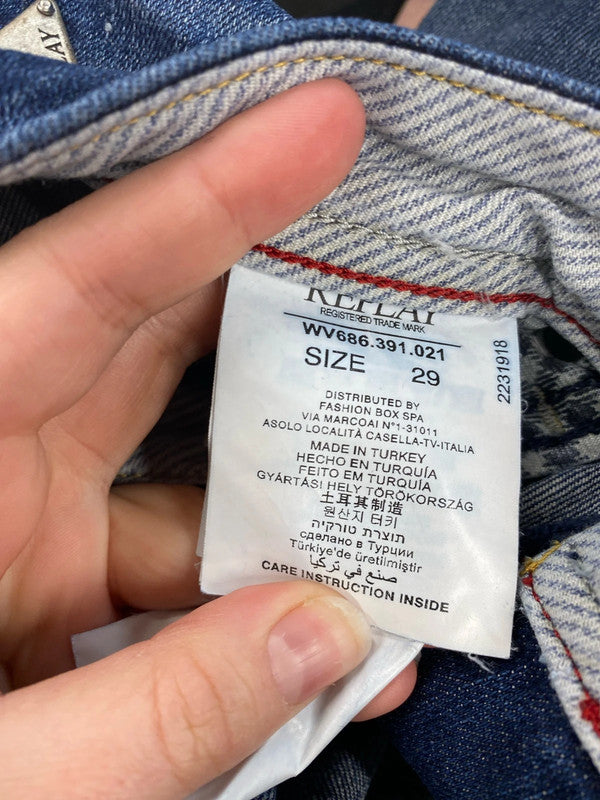 LAY
REPLAY
REGISTERED TRADE MARK
WV686.391.021
SIZE 29
2231918
DISTRIBUTED BY
FASHION BOX SPA
VIA MARCOAI N°1-31011
ASOLO LOCALITÀ CASELLA-TV-ITALIA
MADE IN TURKEY
HECHO EN TURQUÍA
FEITO EM TURQUÍA
GYÁRTÁSI HELY TÖRÖKORSZÁG
土耳其制造
원산지 터키
תוצרת טורקיה
сделано в Турции
Türkiye'de üretilmiştir
صنع في تركيا
CARE INSTRUCTION INSIDE